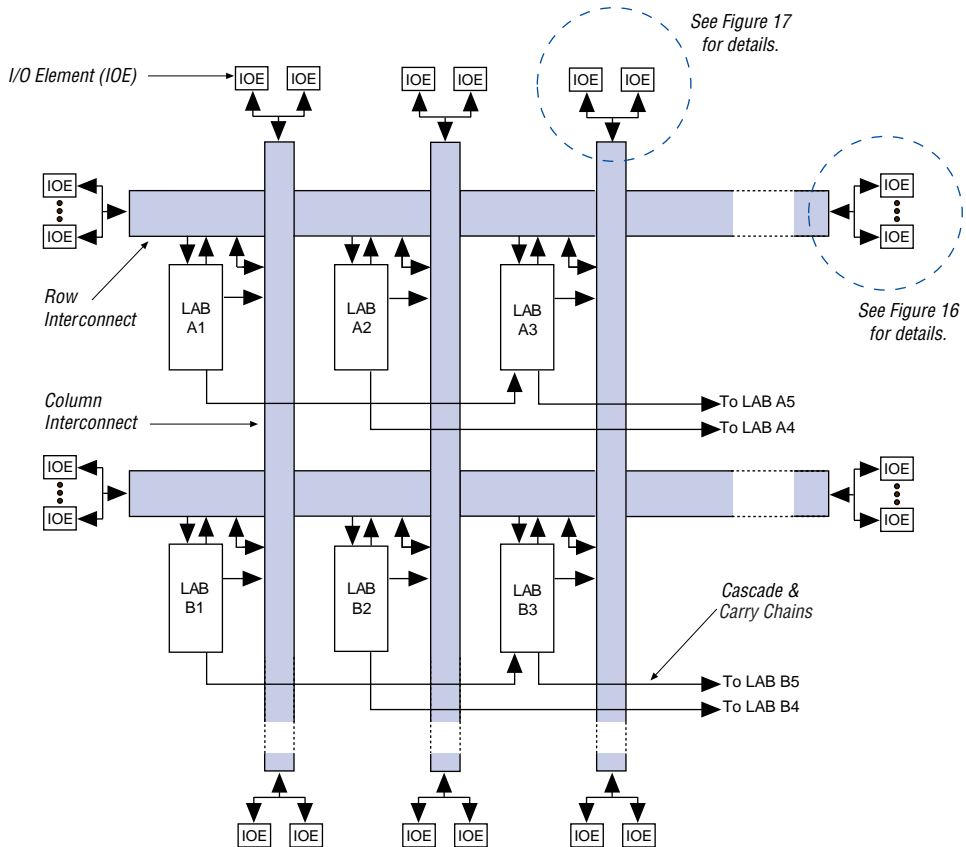 See Figure 17
for details.
I/O Element (IOE)
IOE IOE IOE IOE IOE IOE
IOE IOE
IOE IOE
Row
Interconnect
LAB
A1
LAB
A2
LAB
A3
See Figure 16
for details.
Column
Interconnect
To LAB A5
To LAB A4
IOE IOE
IOE IOE
LAB
B1
LAB
B2
LAB
B3
Cascade &
Carry Chains
To LAB B5
To LAB B4
IOE IOE IOE IOE IOE IOE